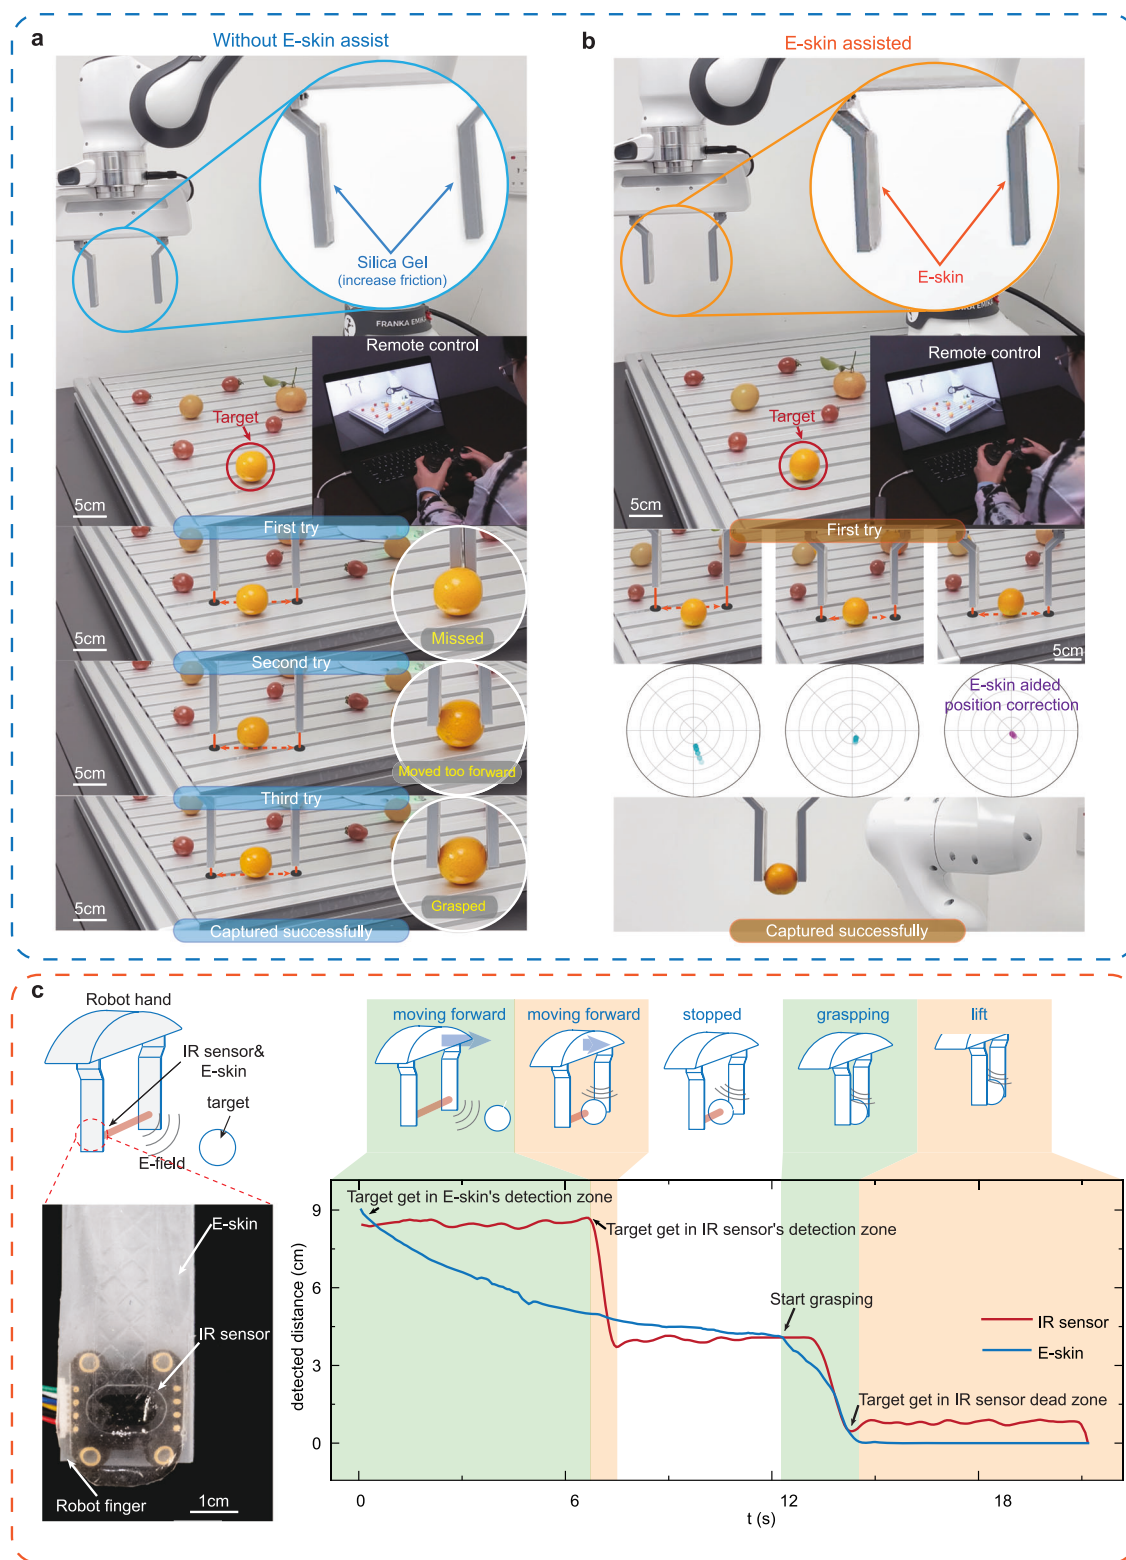 a
Without E-skin assist
Silica Gel
(increase friction)
FRANKA EMIKA
Remote control
Target
5cm
First try
Missed
5cm
Second try
Moved too forward
5cm
Third try
Grasped
5cm
Captured successfully
b
E-skin assisted
E-skin
FRANKA EMIKA
Remote control
Target
5cm
First try
5cm
E-skin aided
position correction
Captured successfully
c
Robot hand
IR sensor&
E-skin
target
E-field
E-skin
IR sensor
Robot finger
1cm
moving forward
moving forward
stopped
graspping
lift
Target get in E-skin's detection zone
Target get in IR sensor's detection zone
Start grasping
Target get in IR sensor dead zone
IR sensor
E-skin
detected distance (cm)
9
6
3
0
0
6
12
18
t (s)